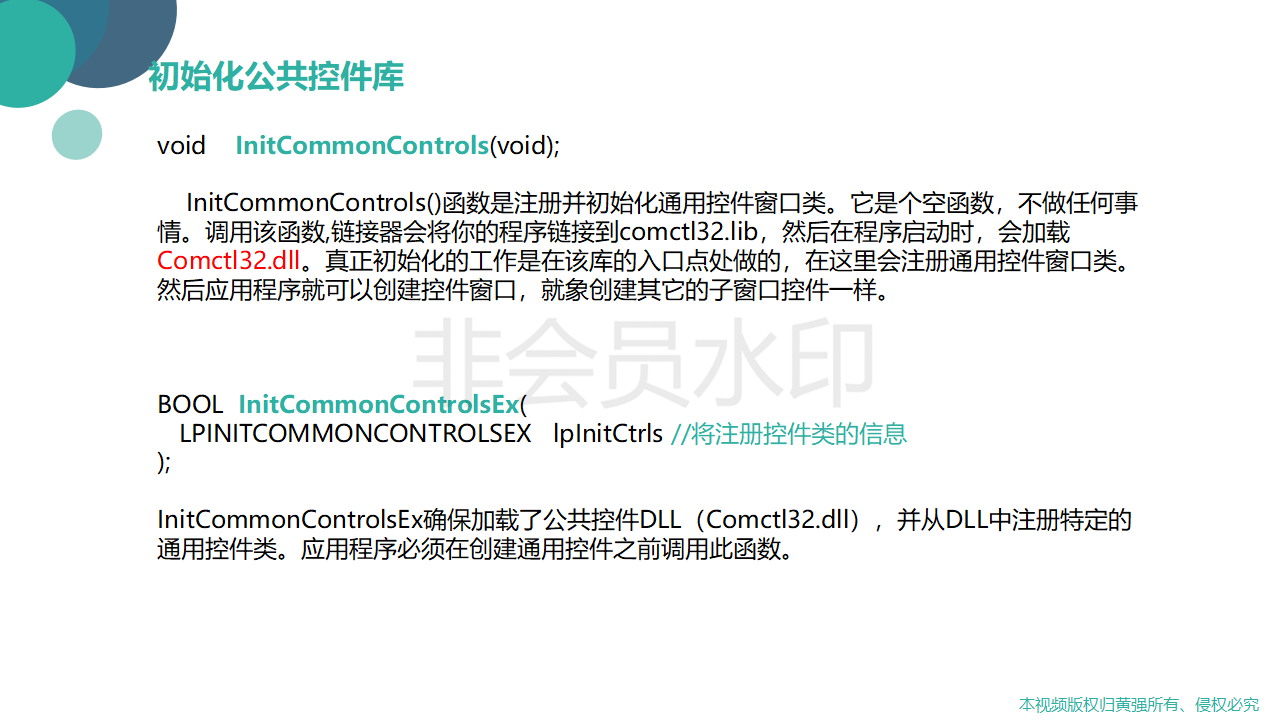 初始化公共控件库
void InitCommonControls(void);
InitCommonControls()函数是注册并初始化通用控件窗口类。它是个空函数，不做任何事
情。调用该函数,链接器会将你的程序链接到comctl32.lib，然后在程序启动时，会加载
Comctl32.dll。真正初始化的工作是在该库的入口点处做的，在这里会注册通用控件窗口类。
然后应用程序就可以创建控件窗口，就象创建其它的子窗口控件一样。
非会员水印
BOOL InitCommonControlsEx(
LPINITCOMMONCONTROLSEX lpInitCtrls //将注册控件类的信息
);
InitCommonControlsEx确保加载了公共控件DLL（Comctl32.dll），并从DLL中注册特定的
通用控件类。应用程序必须在创建通用控件之前调用此函数。
本视频版权归黄强所有、侵权必究